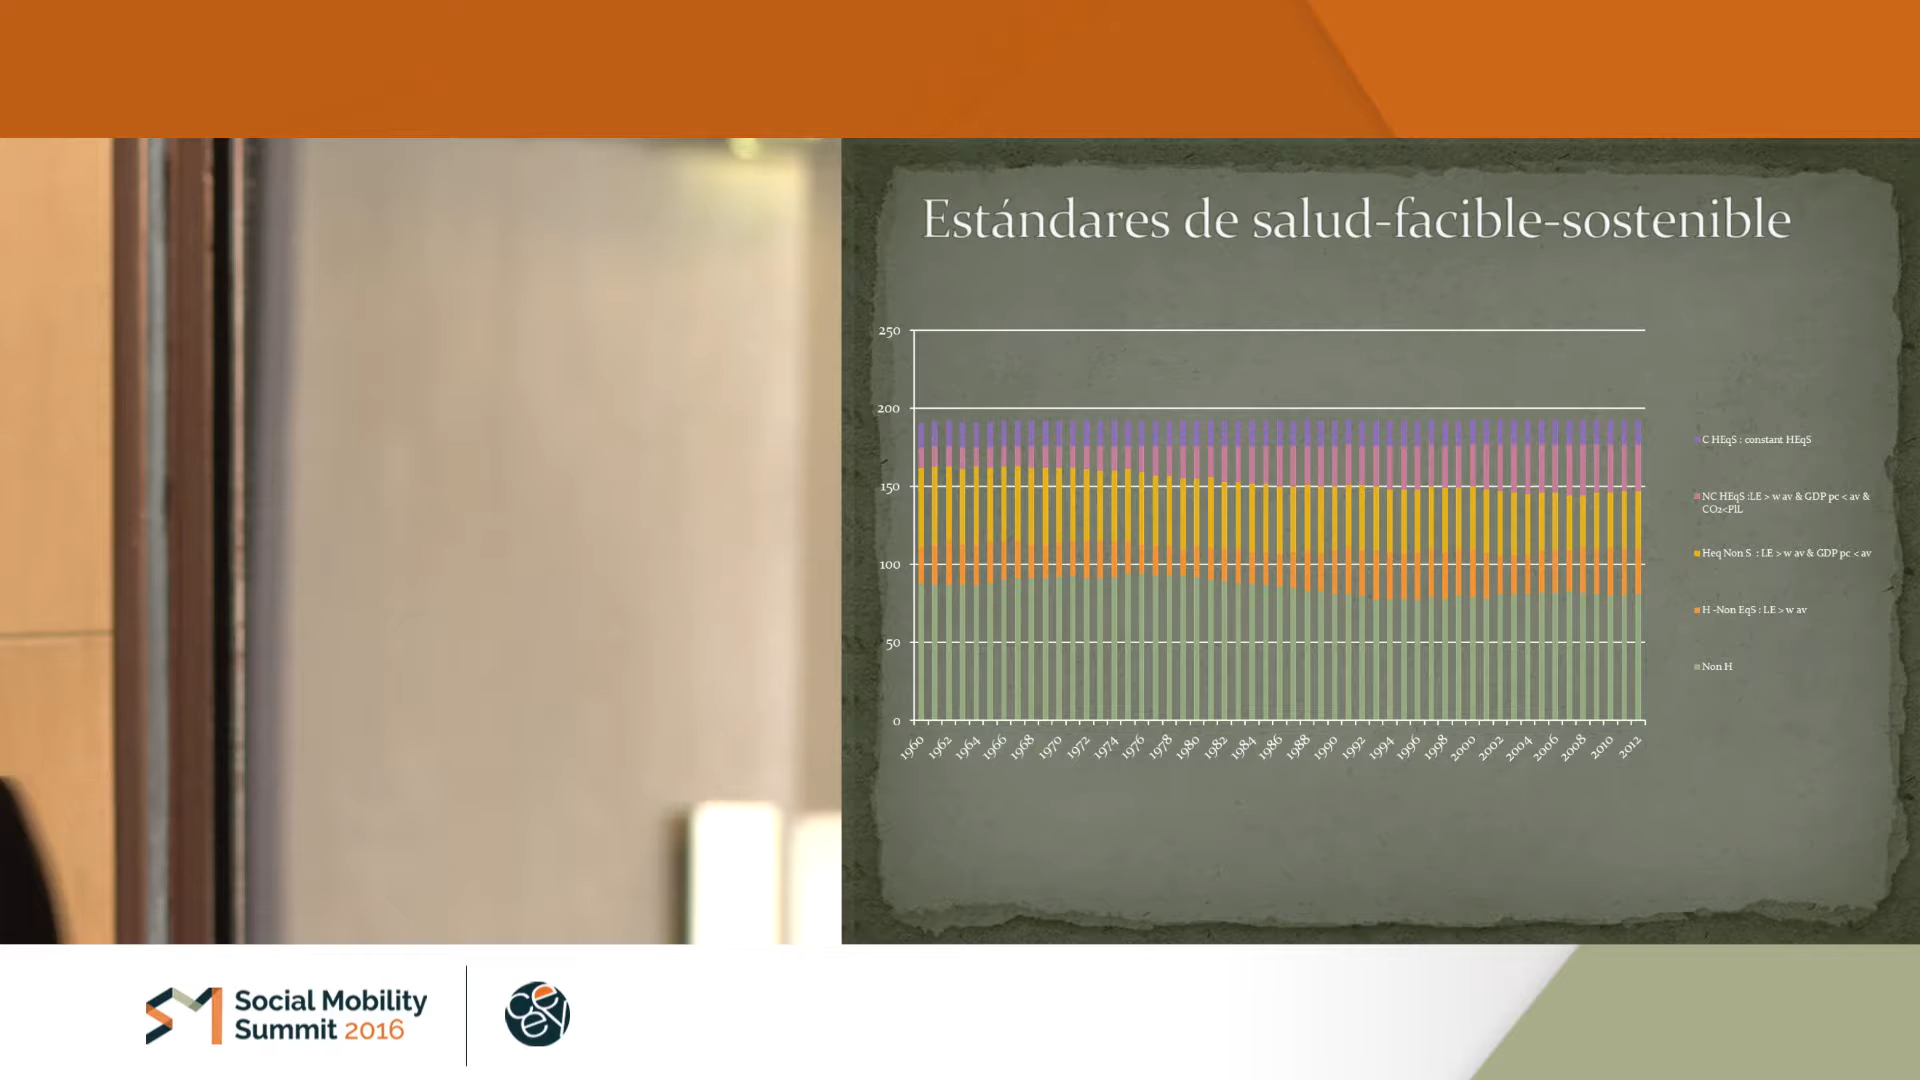 Estándares de salud-facible-sostenible
250
200
150
100
50
0
1960 1962 1964 1966 1968 1970 1972 1974 1976 1978 1980 1982 1984 1986 1988 1990 1992 1994 1996 1998 2000 2002 2004 2006 2008 2010 2012
C HEqS : constant HEqS
NC HEqS :LE > w av & GDP pc < av &
CO2<PlL
Heq Non S : LE > w av & GDP pc < av
H -Non EqS : LE > w av
Non H
Social Mobility
Summit 2016
ceey